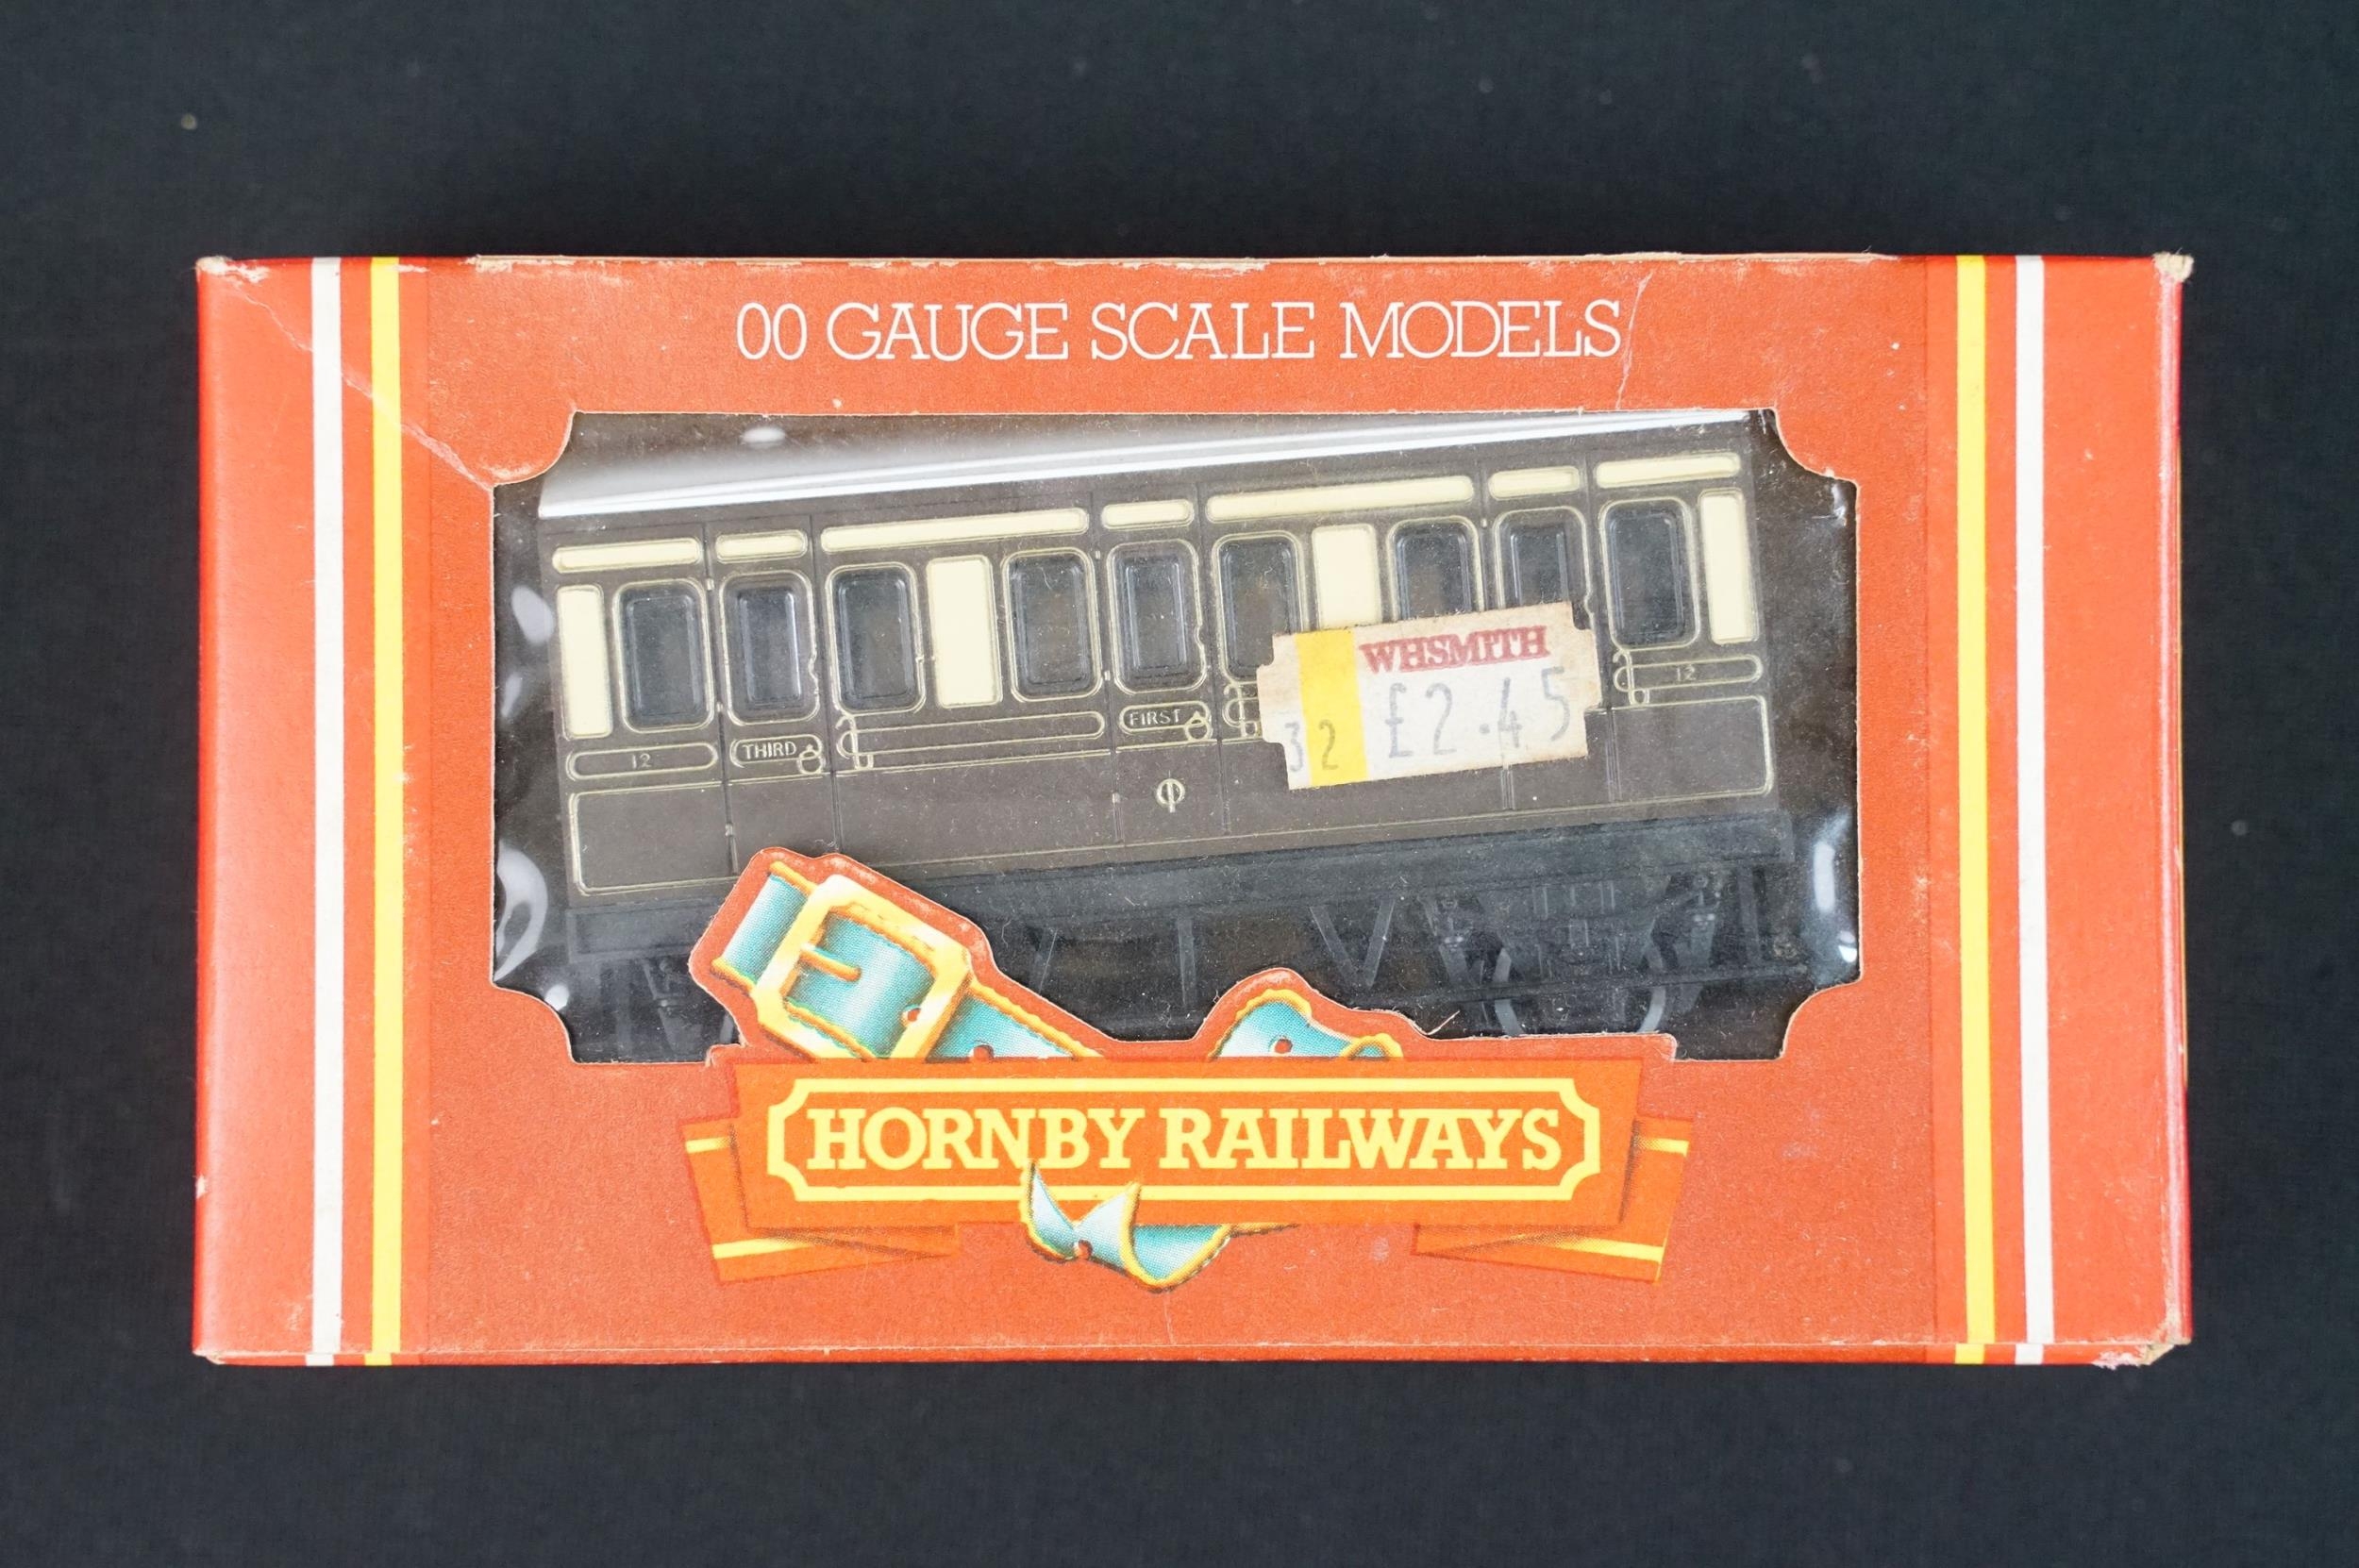 00 GAUGE SCALE MODELS
WHSMITH
32 £2.45
12
FIRST
12 THIRD
HORNBY RAILWAYS